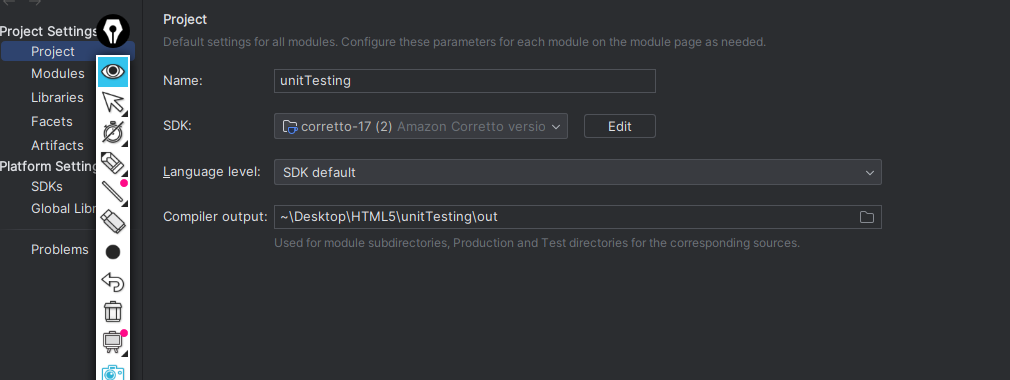 Project Settings
Project
Modules
Libraries
Facets
Artifacts
Platform Setting
SDKs
Global Libr
Problems
Project
Default settings for all modules. Configure these parameters for each module on the module page as needed.
Name:
unitTesting
SDK:
corretto-17 (2) Amazon Corretto versio
Edit
Language level:
SDK default
Compiler output:
~\Desktop\HTML5\unitTesting\out
Used for module subdirectories, Production and Test directories for the corresponding sources.